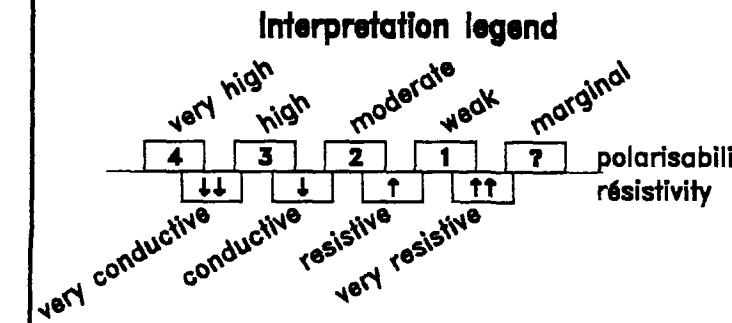 Interpretation legend
very high high moderate weak marginal
4 3 2 1 ? polarisabili
↓↓ ↓ ↑ ↑↑ résistivity
very conductive conductive resistive very resistive